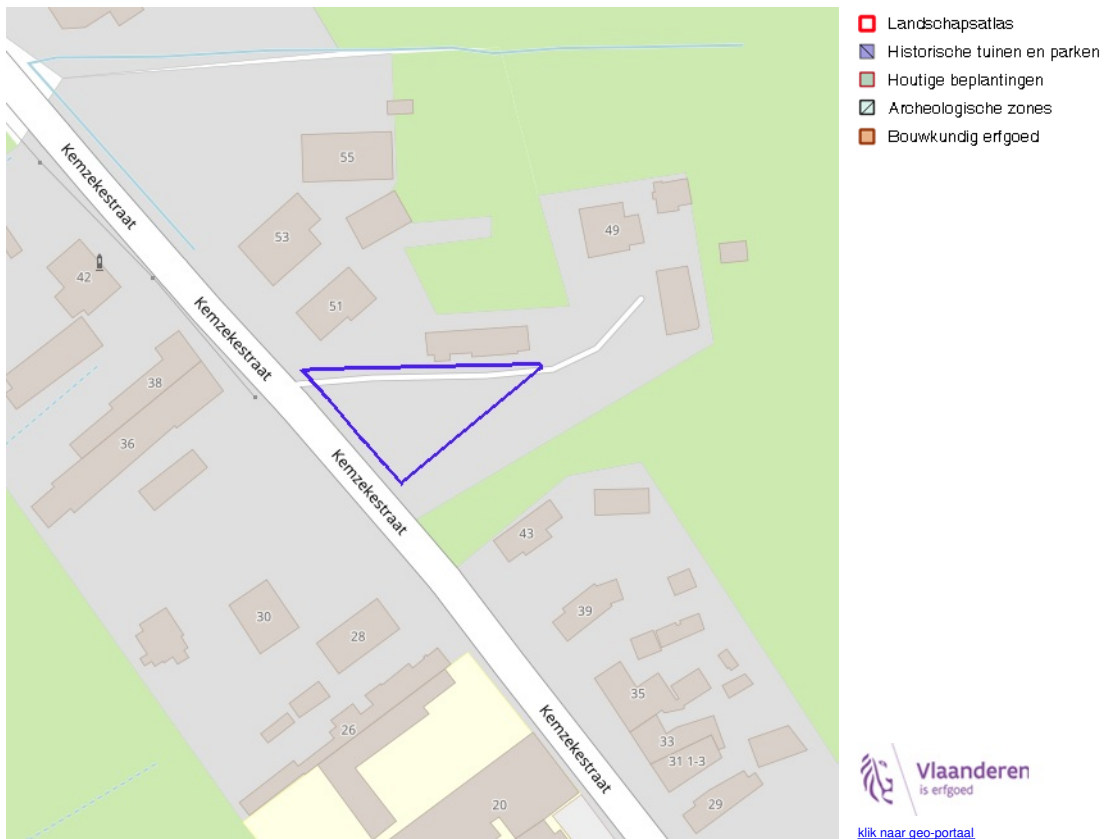 Landschapsatlas
Historische tuinen en parken
Houtige beplantingen
Archeologische zones
Bouwkundig erfgoed
Kemzekestraat
55
53
49
42
51
Kemzekestraat
38
36
Kemzekestraat
43
39
30
28
35
26
Kemzekestraat
33
31 1-3
20
29
Vlaanderen
is erfgoed
klik naar geo-portaal